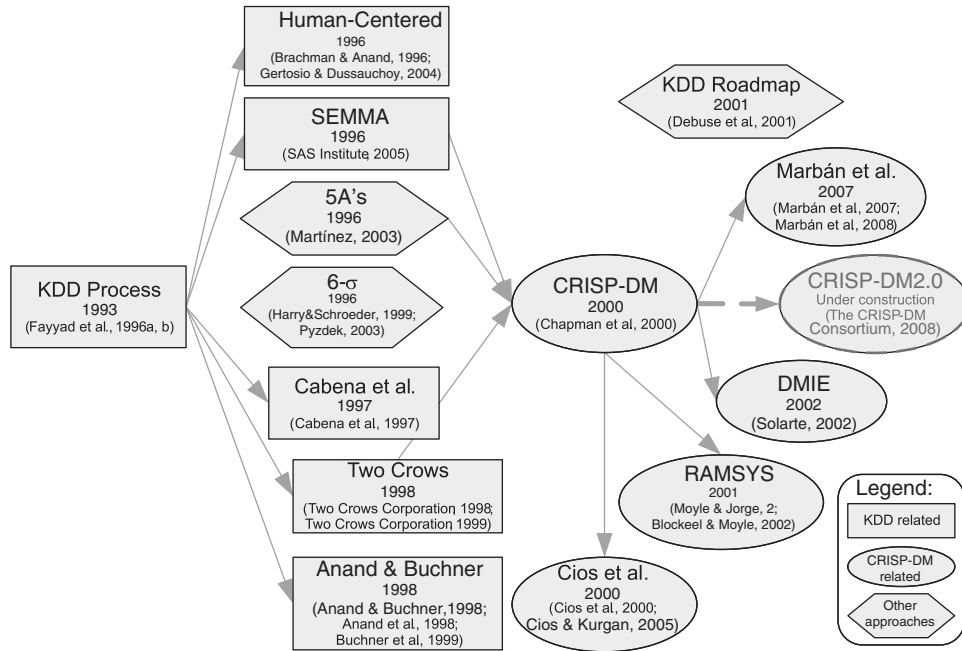 Human-Centered
1996
(Brachman & Anand, 1996;
Gertosio & Dussauchoy, 2004)
SEMMA
1996
(SAS Institute, 2005)
5A's
1996
(Martínez, 2003)
6-σ
1996
(Harry&Schroeder, 1999;
Pyzdek, 2003)
KDD Process
1993
(Fayyad et al., 1996a, b)
Cabena et al.
1997
(Cabena et al, 1997)
Two Crows
1998
(Two Crows Corporation, 1998;
Two Crows Corporation, 1999)
Anand & Buchner
1998
(Anand & Buchner,1998;
Anand et al., 1998;
Buchner et al., 1999)
CRISP-DM
2000
(Chapman et al, 2000)
KDD Roadmap
2001
(Debuse et al, 2001)
Marbán et al.
2007
(Marbán et al, 2007;
Marbán et al, 2008)
CRISP-DM2.0
Under construction
(The CRISP-DM
Consortium, 2008)
DMIE
2002
(Solarte, 2002)
RAMSYS
2001
(Moyle & Jorge, 2;
Blockeel & Moyle, 2002)
Cios et al.
2000
(Cios et al, 2000;
Cios & Kurgan, 2005)
Legend:
KDD related
CRISP-DM
related
Other
approaches